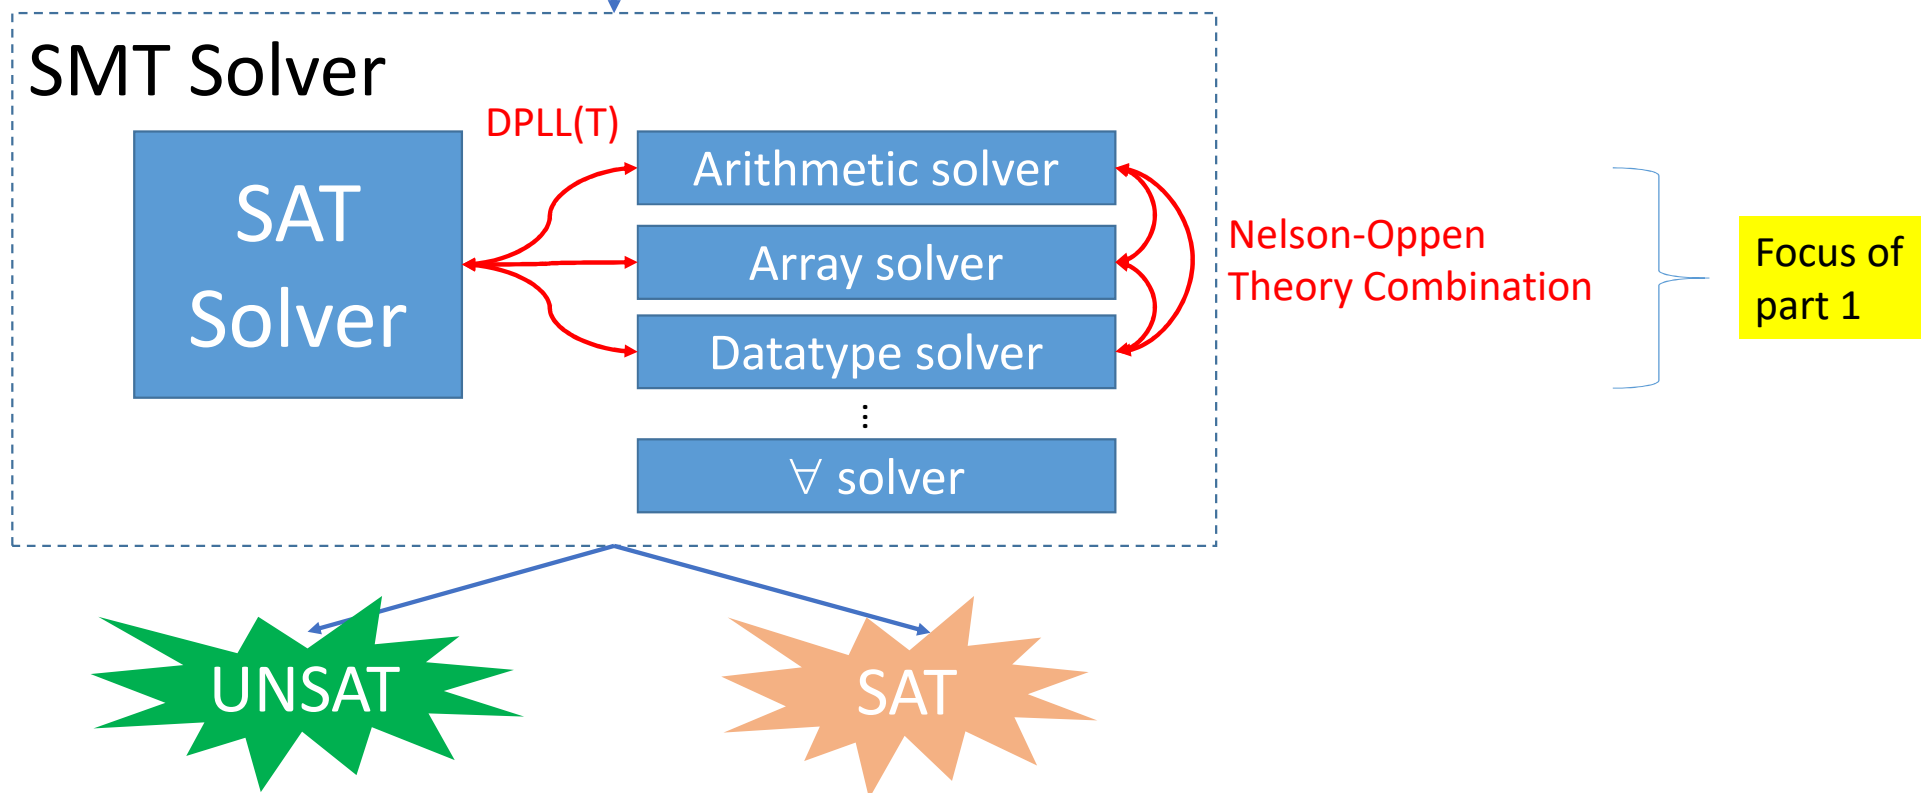 SMT Solver
DPLL(T)
SAT
Solver
Arithmetic solver
Array solver
Datatype solver
⋮
∀ solver
Nelson-Oppen
Theory Combination
Focus of
part 1
UNSAT
SAT